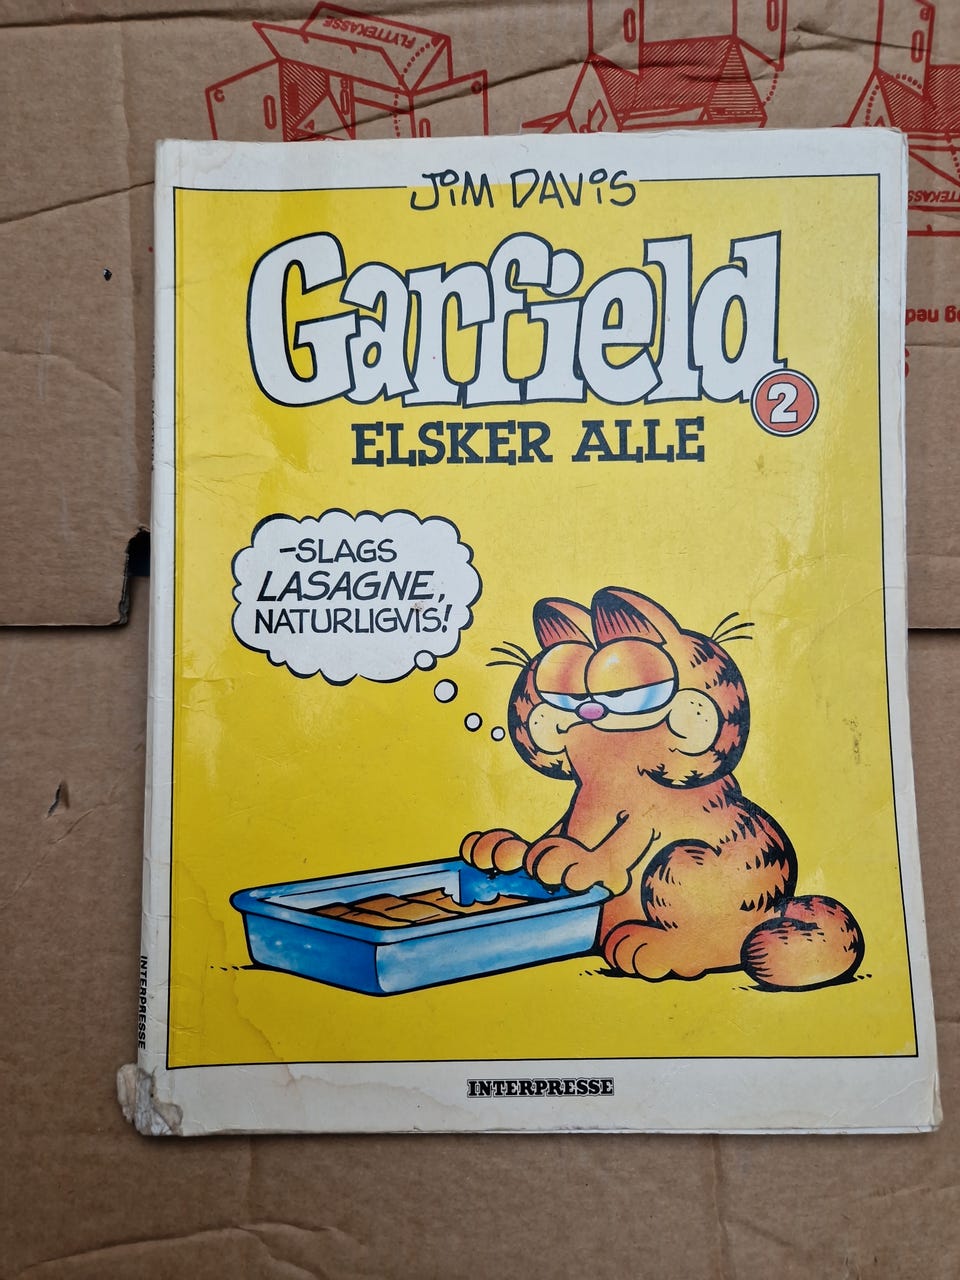 FLYTTEKASSE
JIM DAVIS
Garfield
2
ELSKER ALLE
-SLAGS
LASAGNE,
NATURLIGVIS!
INTERPRESSE
INTERPRESSE